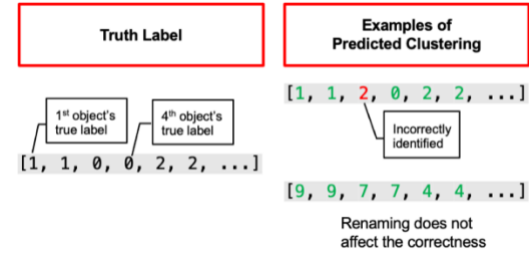 Truth Label
1st object's
true label
4th object's
true label
[1, 1, 0, 0, 2, 2, ...]
Examples of
Predicted Clustering
[1, 1, 2, 0, 2, 2, ...]
Incorrectly
identified
[9, 9, 7, 7, 4, 4, ...]
Renaming does not
affect the correctness